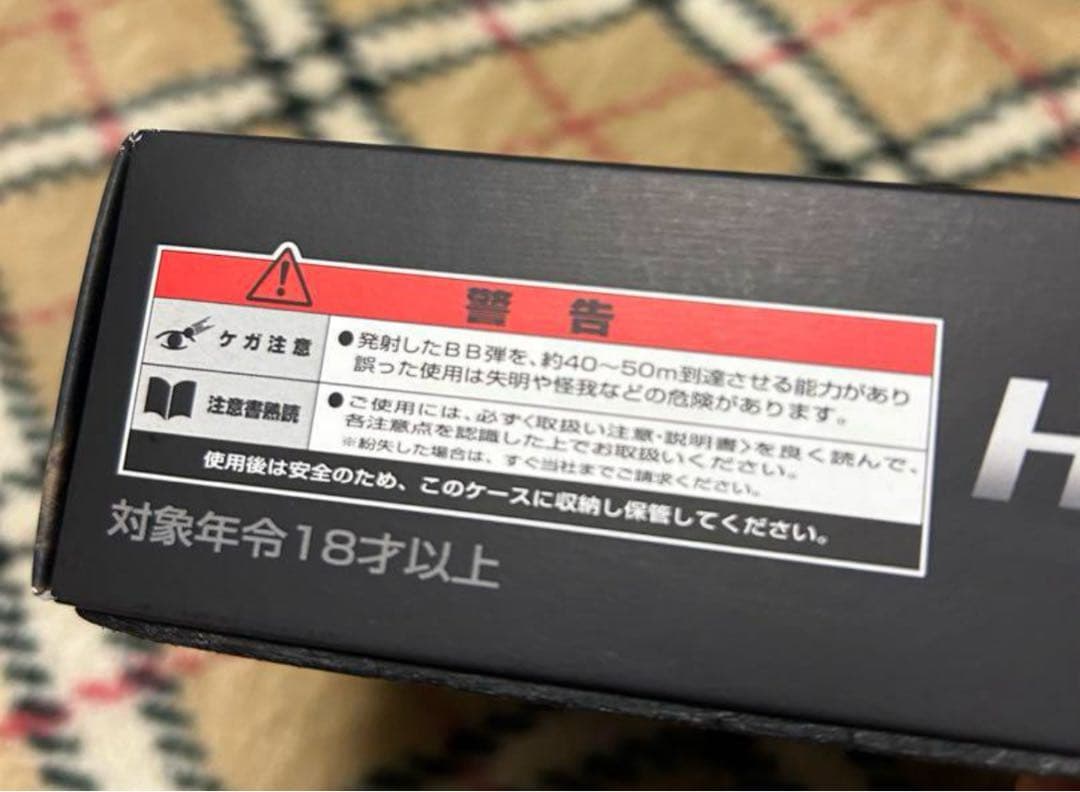 警告
ケガ注意
●発射したＢＢ弾を、約40～50m到達させる能力があり
誤った使用は失明や怪我などの危険があります。
注意書熟読
●ご使用には、必ず〈取扱い注意・説明書〉を良く読んで、
各注意点を認識した上でお取扱いください。
※紛失した場合は、すぐ当社までご請求ください。
使用後は安全のため、このケースに収納し保管してください。
対象年令18才以上
H